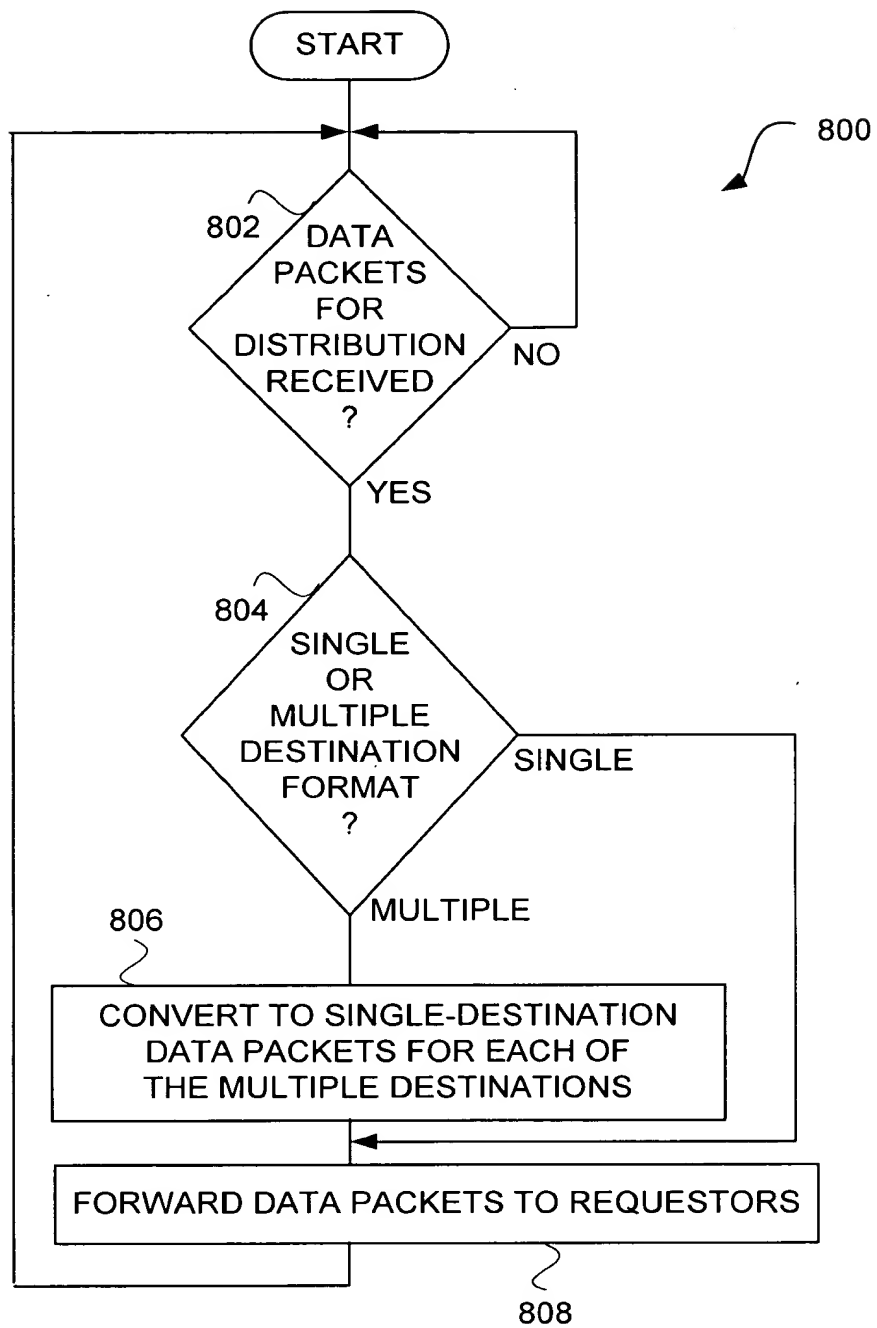 START
800
802
DATA
PACKETS
FOR
DISTRIBUTION
RECEIVED
?
NO
YES
804
SINGLE
OR
MULTIPLE
DESTINATION
FORMAT
?
SINGLE
MULTIPLE
806
CONVERT TO SINGLE-DESTINATION
DATA PACKETS FOR EACH OF
THE MULTIPLE DESTINATIONS
FORWARD DATA PACKETS TO REQUESTORS
808